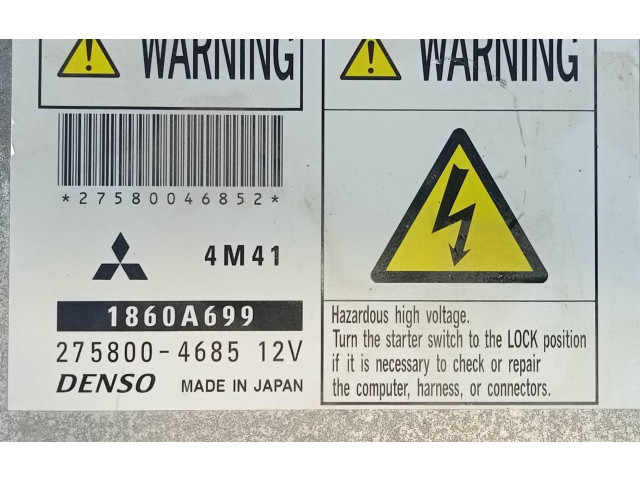 WARNING
*27580046852*
4M41
1860A699
275800-4685 12V
DENSO MADE IN JAPAN
WARNING
Hazardous high voltage.
Turn the starter switch to the LOCK position
if it is necessary to check or repair
the computer, harness, or connectors.